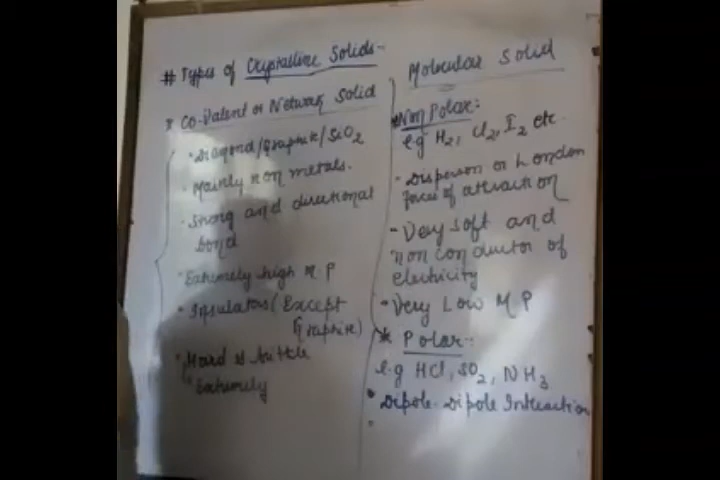 # Types of Crystalline Solids:-
* Co-Valent or Network Solid
• Diamond/Graphite/SiO2
• Mainly non metals.
• Strong and directional
bond
• Extremely high M P
• Insulators (Except
Graphite)
• Hard & brittle
• Extremely
Molecular Solid
Non Polar:
e.g H2, Cl2, I2 etc.
• Disperson or London
forces of attraction
• Very soft and
non conductor of
electricity
• Very Low M P
* Polar:-
e.g HCl, SO2, NH3
• Dipole-Dipole Interaction